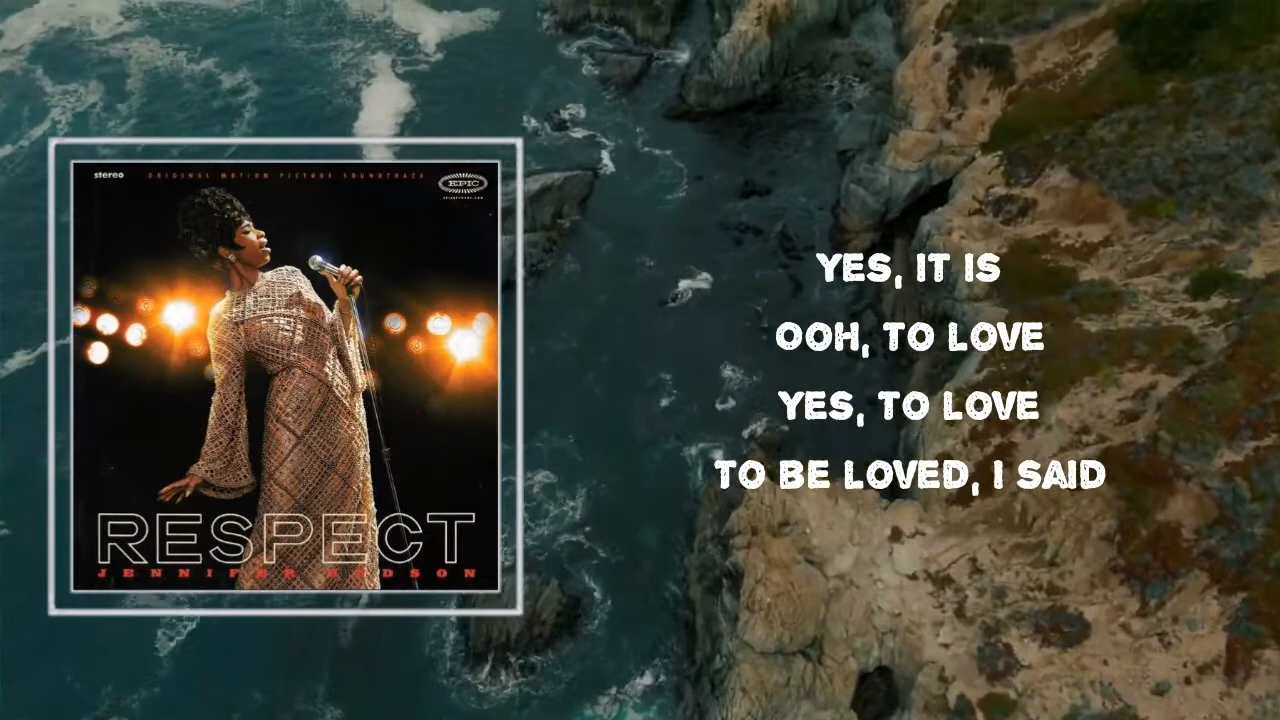 stereo
ORIGINAL MOTION PICTURE SOUNDTRACK
EPIC
RESPECT
JENNIFER HUDSON
YES, IT IS
OOH, TO LOVE
YES, TO LOVE
TO BE LOVED, I SAID